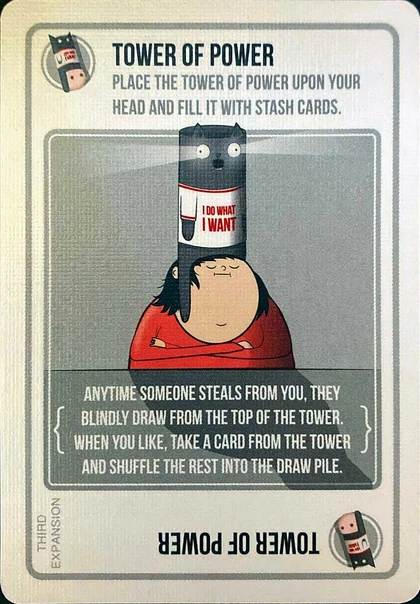 TOWER OF POWER
PLACE THE TOWER OF POWER UPON YOUR
HEAD AND FILL IT WITH STASH CARDS.
I DO WHAT
I WANT
ANYTIME SOMEONE STEALS FROM YOU, THEY
BLINDLY DRAW FROM THE TOP OF THE TOWER.
WHEN YOU LIKE, TAKE A CARD FROM THE TOWER
AND SHUFFLE THE REST INTO THE DRAW PILE.
THIRD
EXPANSION
TOWER OF POWER